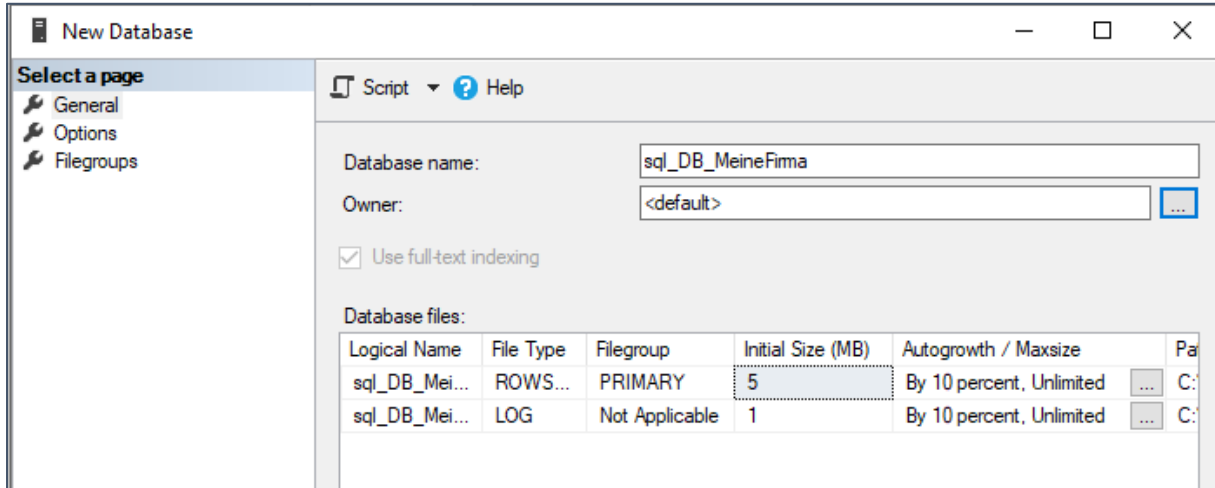 New Database
Select a page
General
Options
Filegroups
Script
Help
Database name: sql_DB_MeineFirma
Owner: <default> ...
Use full-text indexing
Database files:
Logical Name File Type Filegroup Initial Size (MB) Autogrowth / Maxsize
sql_DB_Mei... ROWS... PRIMARY 5 By 10 percent, Unlimited ... C:
sql_DB_Mei... LOG Not Applicable 1 By 10 percent, Unlimited ... C: